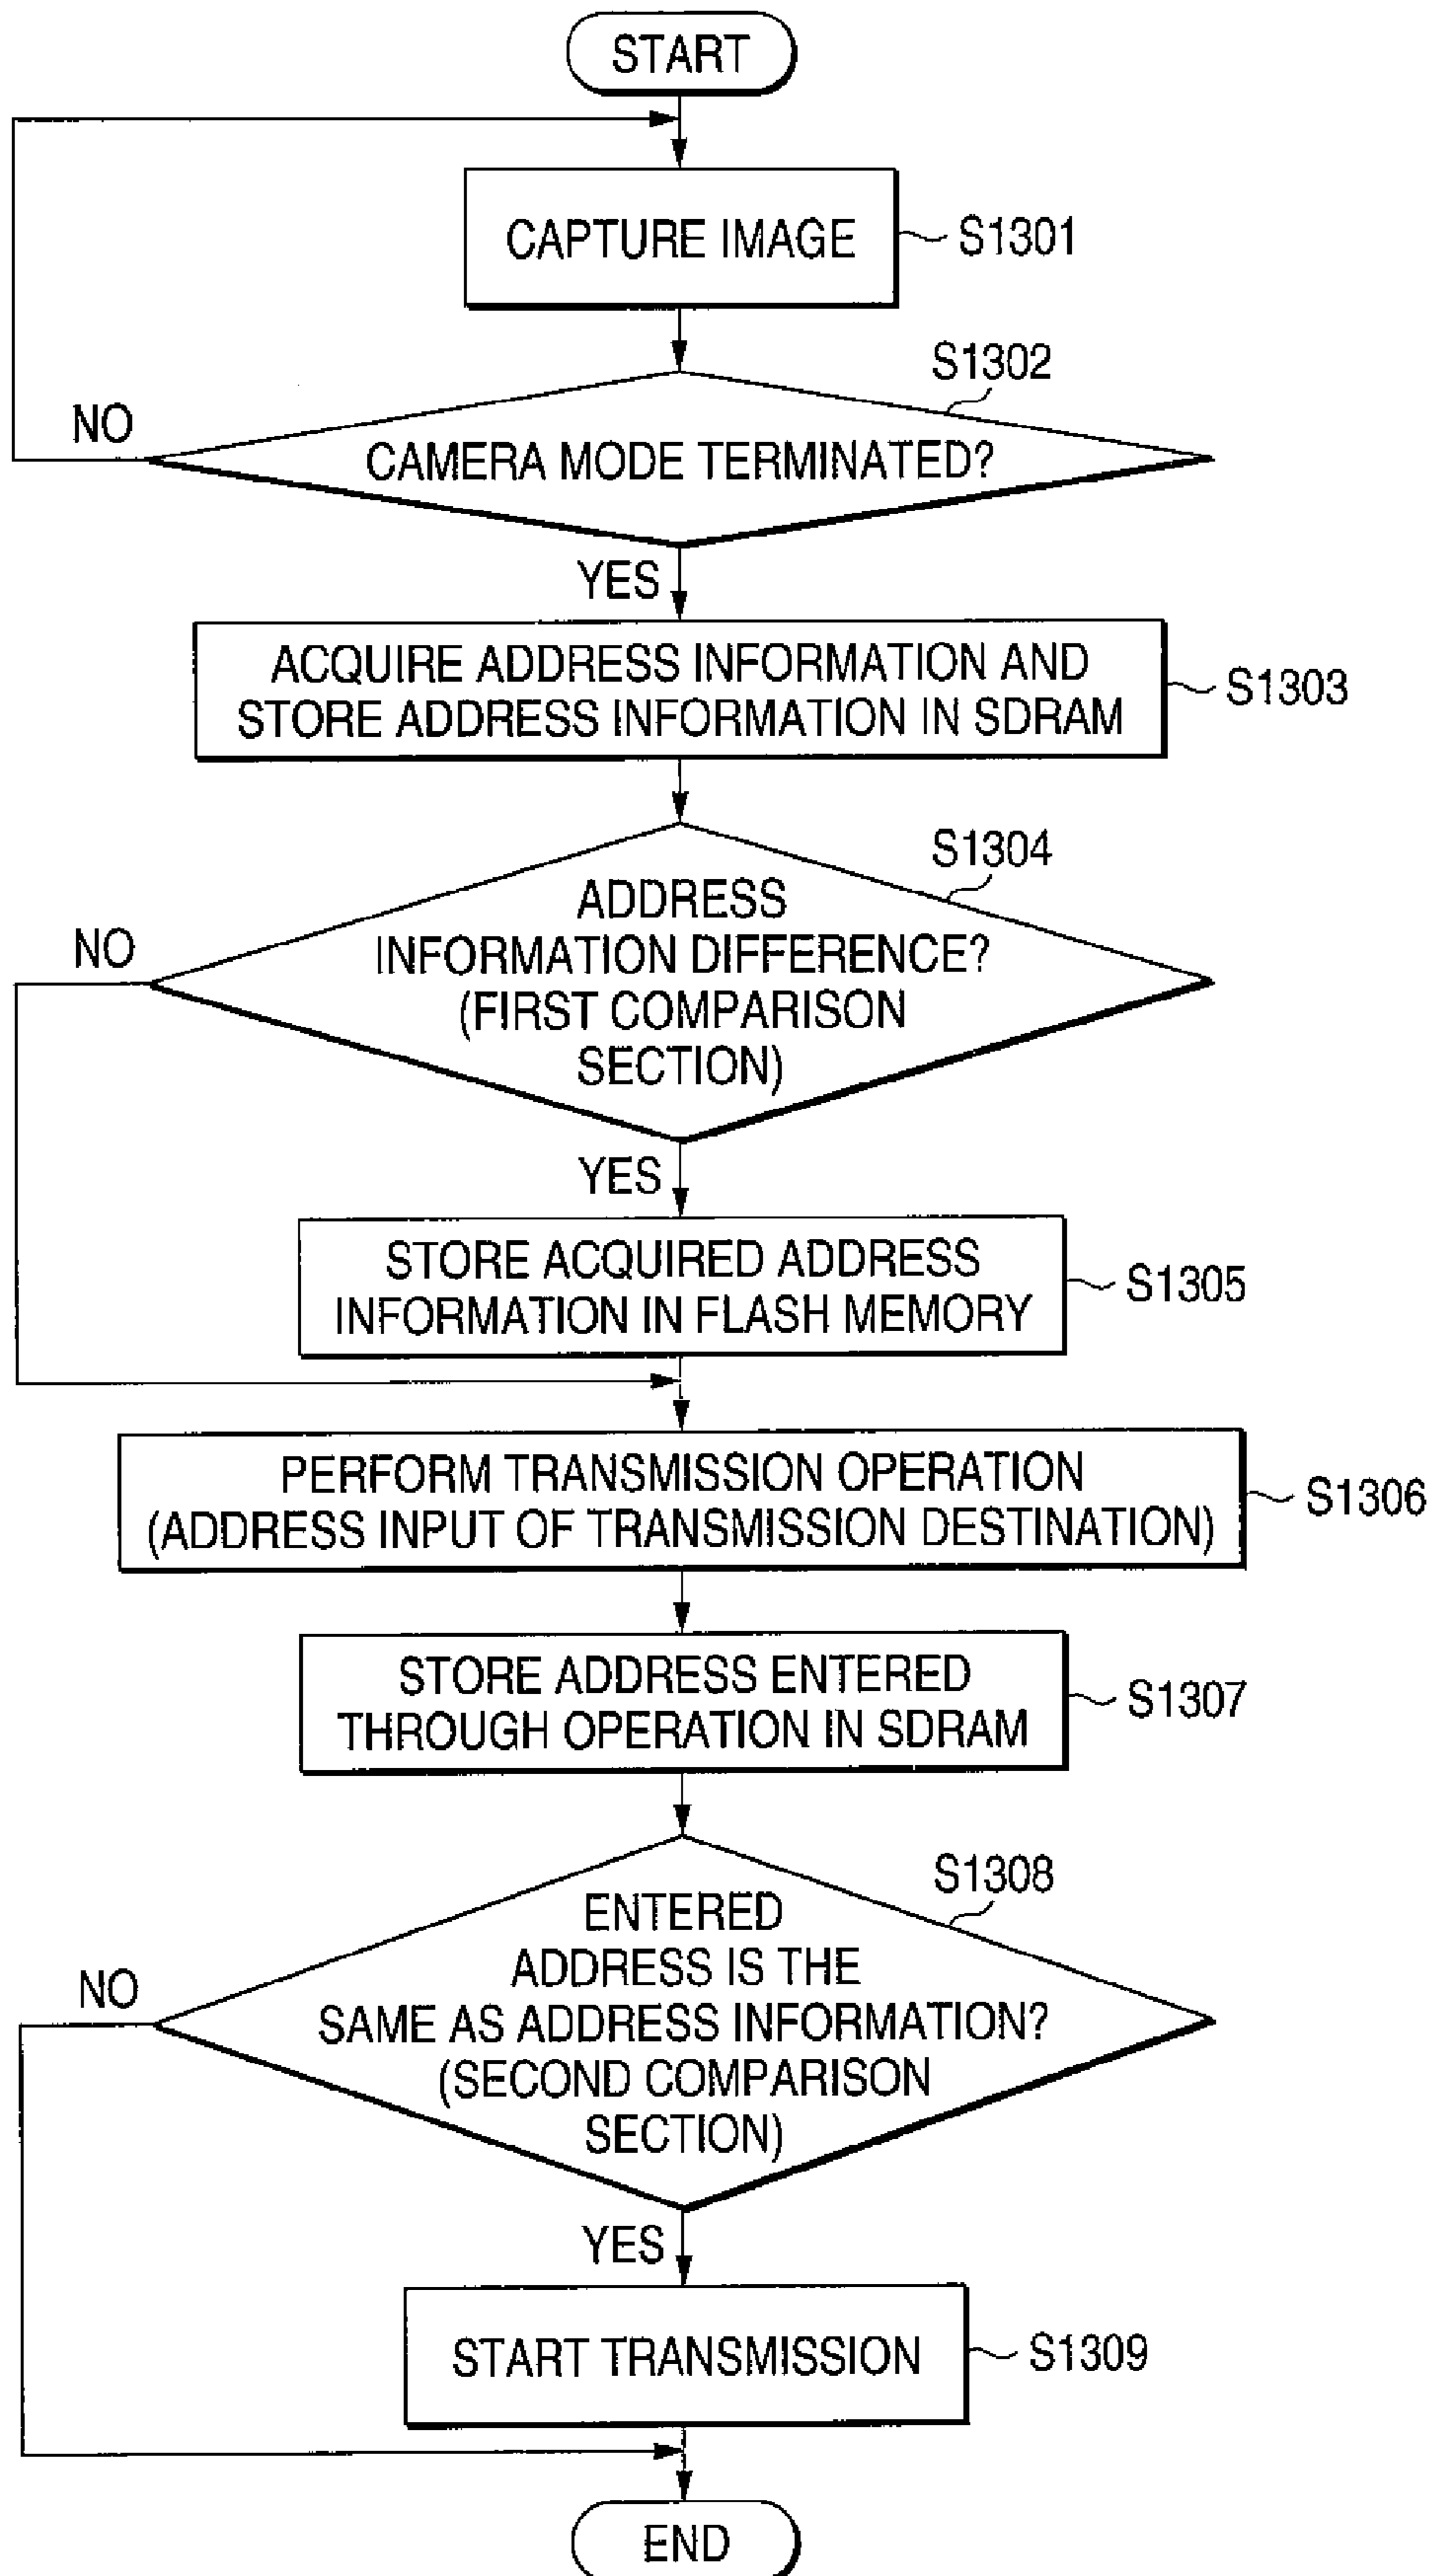 START
CAPTURE IMAGE
S1301
S1302
NO
CAMERA MODE TERMINATED?
YES
ACQUIRE ADDRESS INFORMATION AND
STORE ADDRESS INFORMATION IN SDRAM
S1303
S1304
NO
ADDRESS
INFORMATION DIFFERENCE?
(FIRST COMPARISON
SECTION)
YES
STORE ACQUIRED ADDRESS
INFORMATION IN FLASH MEMORY
S1305
PERFORM TRANSMISSION OPERATION
(ADDRESS INPUT OF TRANSMISSION DESTINATION)
S1306
STORE ADDRESS ENTERED
THROUGH OPERATION IN SDRAM
S1307
S1308
NO
ENTERED
ADDRESS IS THE
SAME AS ADDRESS INFORMATION?
(SECOND COMPARISON
SECTION)
YES
START TRANSMISSION
S1309
END